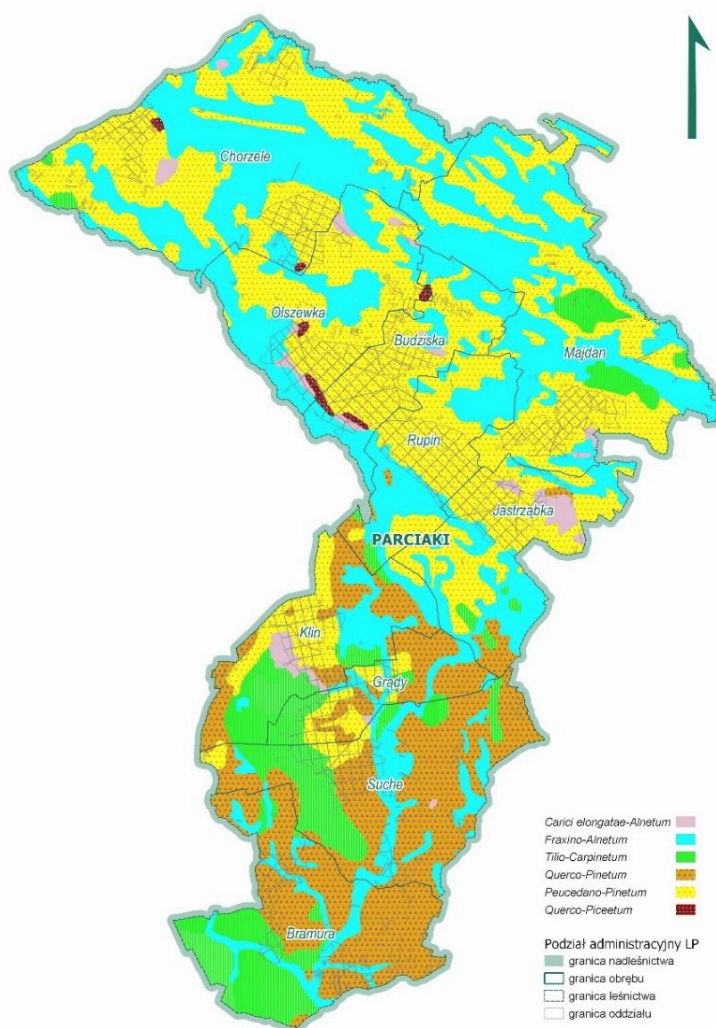 Chorzele
Olszewka
Budziska
Majdan
Rupin
Jastrząbka
PARCIAKI
Klin
Grądy
Suche
Bramura
Carici elongatae-Alnetum
Fraxino-Alnetum
Tilio-Carpinetum
Querco-Pinetum
Peucedano-Pinetum
Querco-Piceetum
Podział administracyjny LP
granica nadleśnictwa
granica obrębu
granica leśnictwa
granica oddziału